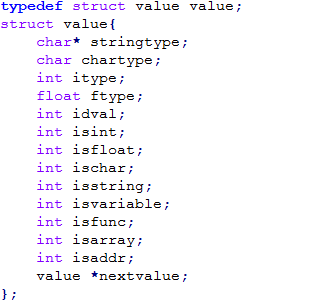 typedef struct value value;
struct value{
    char* stringtype;
    char chartype;
    int itype;
    float ftype;
    int idval;
    int isint;
    int isfloat;
    int ischar;
    int isstring;
    int isvariable;
    int isfunc;
    int isarray;
    int isaddr;
    value *nextvalue;
};